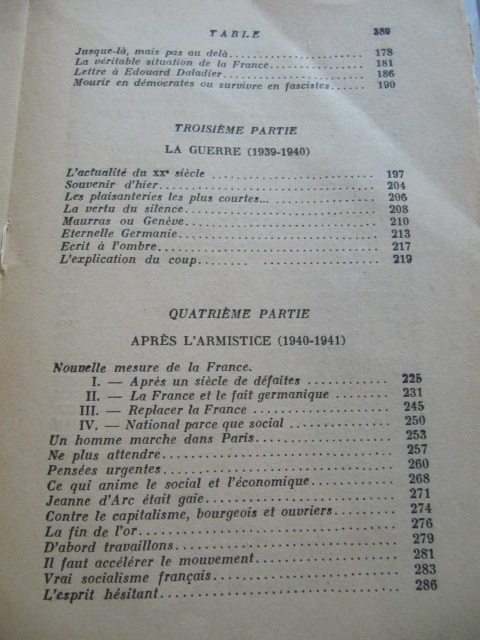 TABLE 389
Jusque-là, mais pas au delà........................ 178
La véritable situation de la France................. 181
Lettre à Edouard Daladier........................ 186
Mourir en démocrates ou survivre en fascistes...... 190
TROISIÈME PARTIE
LA GUERRE (1939-1940)
L'actualité du XXe siècle ........................ 197
Souvenir d'hier................................ 204
Les plaisanteries les plus courtes... ................ 206
La vertu du silence............................ 208
Maurras ou Genève............................ 210
Eternelle Germanie............................ 213
Ecrit à l'ombre................................ 217
L'explication du coup........ .................... 219
QUATRIÈME PARTIE
APRÈS L'ARMISTICE (1940-1941)
Nouvelle mesure de la France.
I. — Après un siècle de défaites ............ 225
II. — La France et le fait germanique ........ 231
III. — Replacer la France .................. 245
IV. — National parce que social .............. 250
Un homme marche dans Paris.................... 253
Ne plus attendre................................ 257
Pensées urgentes................................ 260
Ce qui anime le social et l'économique............ 268
Jeanne d'Arc était gaie.......................... 271
Contre le capitalisme, bourgeois et ouvriers........ 274
La fin de l'or.................................. 276
D'abord travaillons............................ 279
Il faut accélérer le mouvement.................... 281
Vrai socialisme français.......................... 283
L'esprit hésitant................................ 286